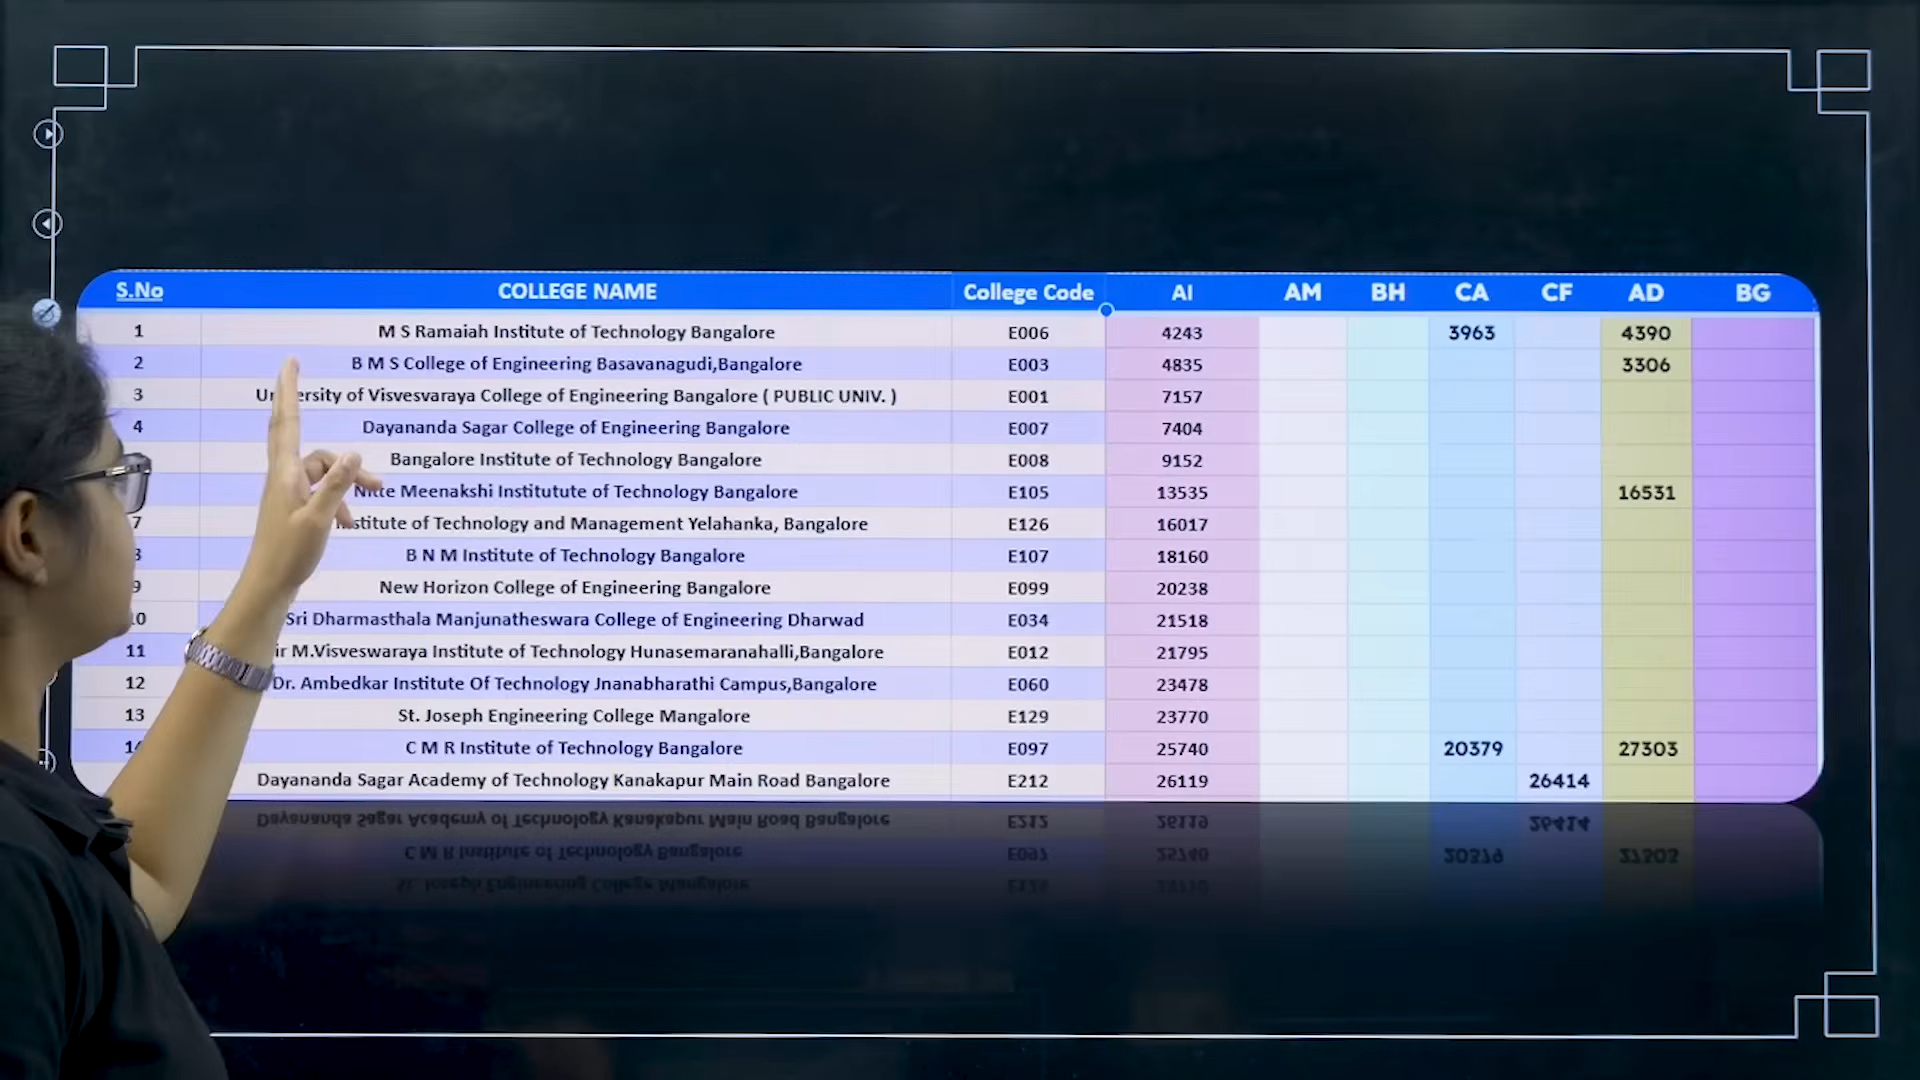 S.No COLLEGE NAME College Code AI AM BH CA CF AD BG
1 M S Ramaiah Institute of Technology Bangalore E006 4243 3963 4390
2 B M S College of Engineering Basavanagudi,Bangalore E003 4835 3306
3 of Visvesvaraya College of Engineering Bangalore ( PUBLIC UNIV. ) E001 7157
4 Dayananda Sagar College of Engineering Bangalore E007 7404
Bangalore Institute of Technology Bangalore E008 9152
Nitte Meenakshi Institutute of Technology Bangalore E105 13535 16531
7 Institute of Technology and Management Yelahanka, Bangalore E126 16017
B N M Institute of Technology Bangalore E107 18160
9 New Horizon College of Engineering Bangalore E099 20238
10 Sri Dharmasthala Manjunatheswara College of Engineering Dharwad E034 21518
11 M.Visveswaraya Institute of Technology Hunasemaranahalli,Bangalore E012 21795
12 Dr. Ambedkar Institute Of Technology Jnanabharathi Campus,Bangalore E060 23478
13 St. Joseph Engineering College Mangalore E129 23770
14 C M R Institute of Technology Bangalore E097 25740 20379 27303
Dayananda Sagar Academy of Technology Kanakapur Main Road Bangalore E212 26119 26414